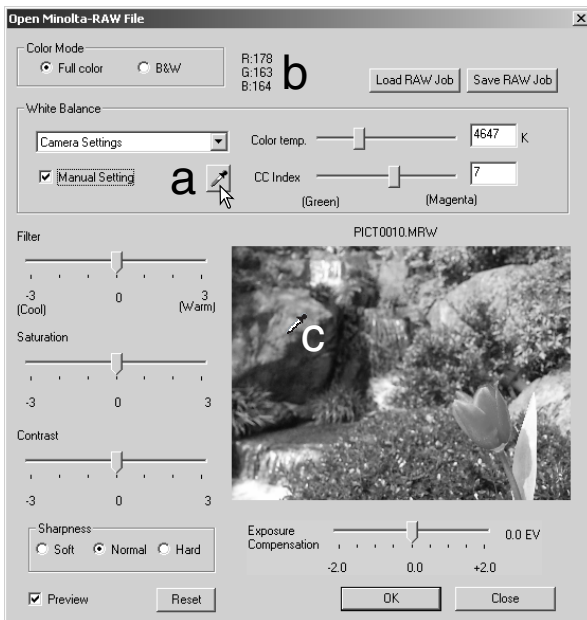 Open Minolta-RAW File
Color Mode
Full color B&W
R:178
G:163
B:164
b
Load RAW Job Save RAW Job
White Balance
Camera Settings
Color temp. 4647 K
Manual Setting
a
CC Index 7
(Green) (Magenta)
Filter
-3 0 3
(Cool) (Warm)
Saturation
-3 0 3
Contrast
-3 0 3
PICT0010.MRW
c
Sharpness
Soft Normal Hard
Exposure
Compensation
0.0 EV
-2.0 0.0 +2.0
Preview Reset OK Close